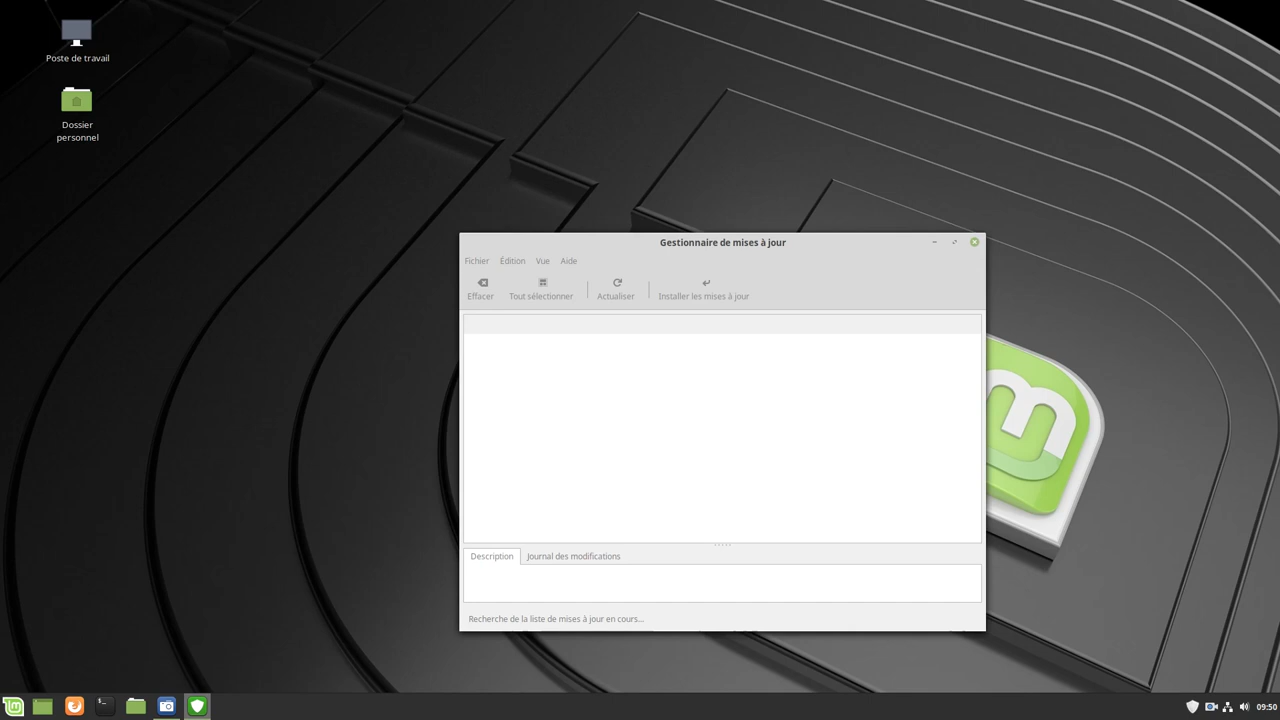 Poste de travail
Dossier
personnel
Gestionnaire de mises à jour
Fichier Édition Vue Aide
Effacer Tout sélectionner Actualiser Installer les mises à jour
Description Journal des modifications
Recherche de la liste de mises à jour en cours...
09:50